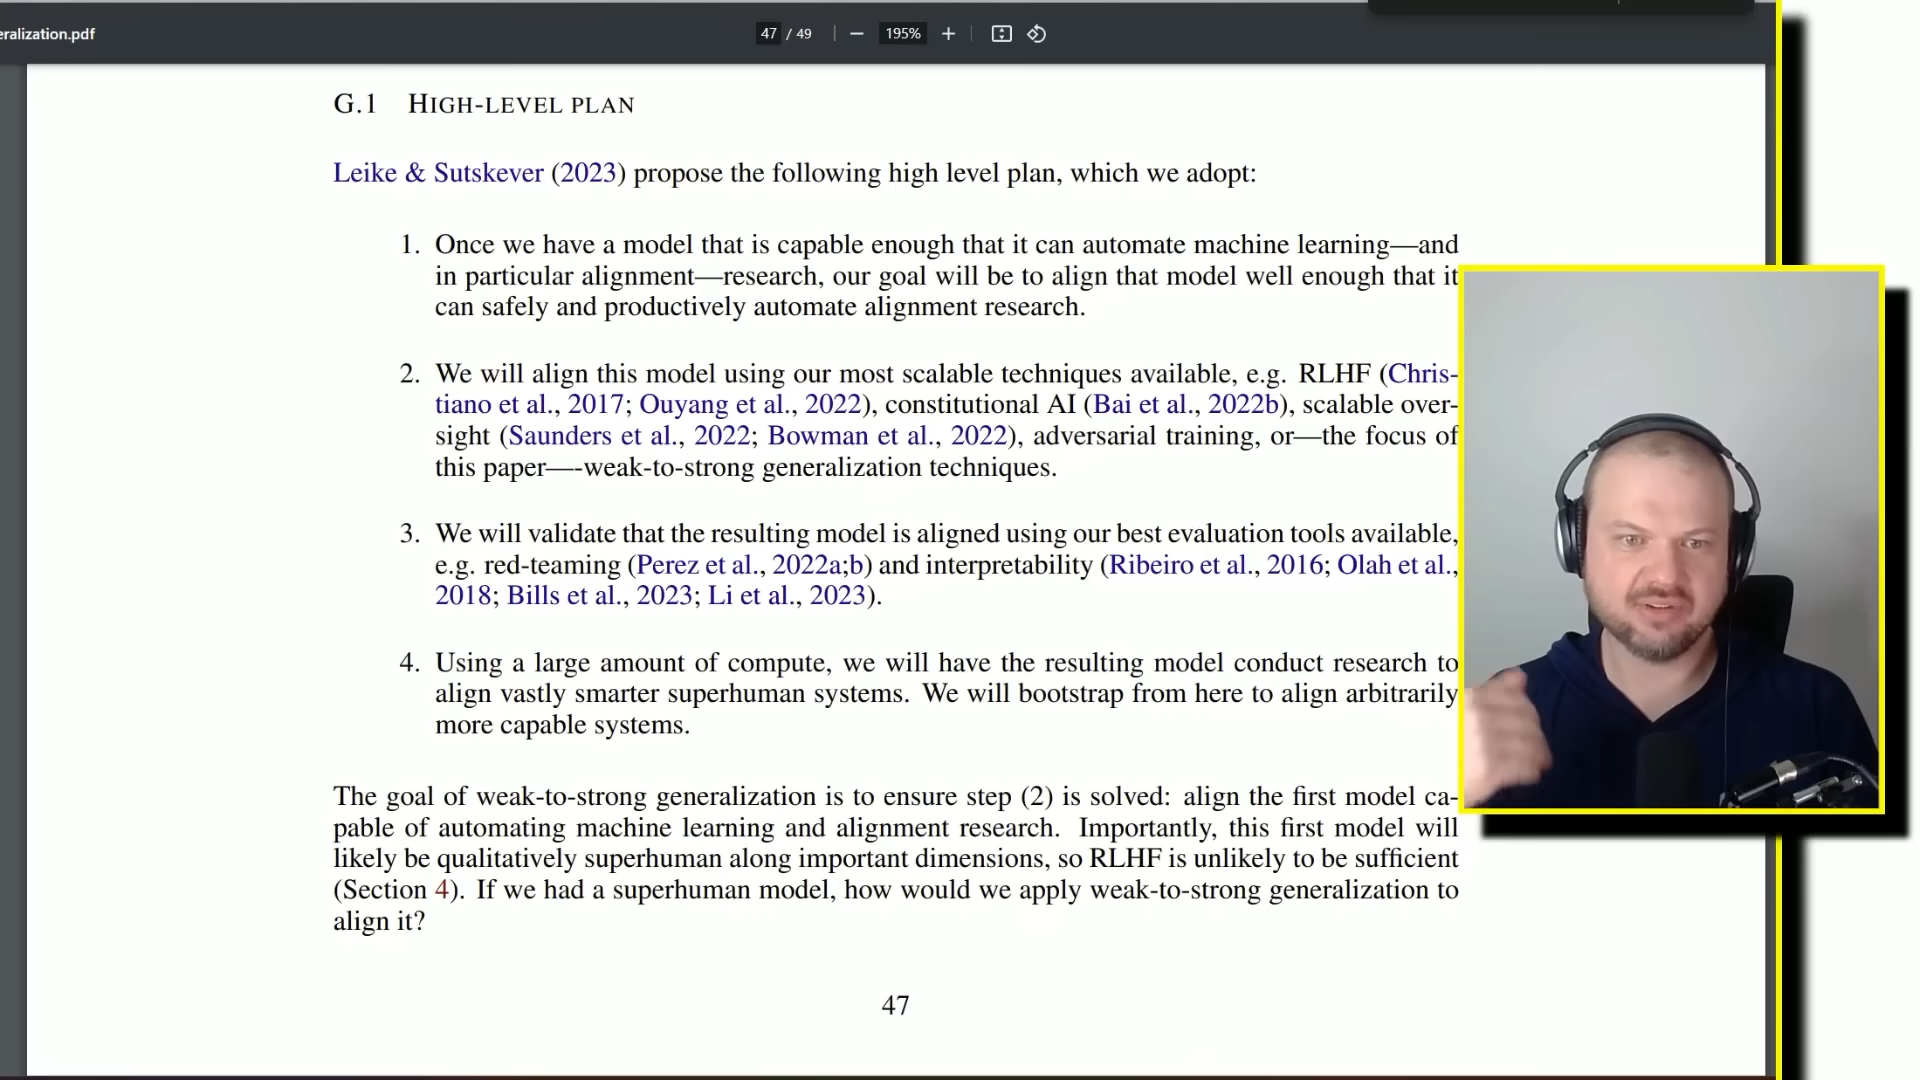 eralization.pdf
47 / 49
195%
G.1 HIGH-LEVEL PLAN
Leike & Sutskever (2023) propose the following high level plan, which we adopt:
1. Once we have a model that is capable enough that it can automate machine learning—and
in particular alignment—research, our goal will be to align that model well enough that it
can safely and productively automate alignment research.
2. We will align this model using our most scalable techniques available, e.g. RLHF (Chris-
tiano et al., 2017; Ouyang et al., 2022), constitutional AI (Bai et al., 2022b), scalable over-
sight (Saunders et al., 2022; Bowman et al., 2022), adversarial training, or—the focus of
this paper—-weak-to-strong generalization techniques.
3. We will validate that the resulting model is aligned using our best evaluation tools available,
e.g. red-teaming (Perez et al., 2022a;b) and interpretability (Ribeiro et al., 2016; Olah et al.,
2018; Bills et al., 2023; Li et al., 2023).
4. Using a large amount of compute, we will have the resulting model conduct research to
align vastly smarter superhuman systems. We will bootstrap from here to align arbitrarily
more capable systems.
The goal of weak-to-strong generalization is to ensure step (2) is solved: align the first model ca-
pable of automating machine learning and alignment research. Importantly, this first model will
likely be qualitatively superhuman along important dimensions, so RLHF is unlikely to be sufficient
(Section 4). If we had a superhuman model, how would we apply weak-to-strong generalization to
align it?
47